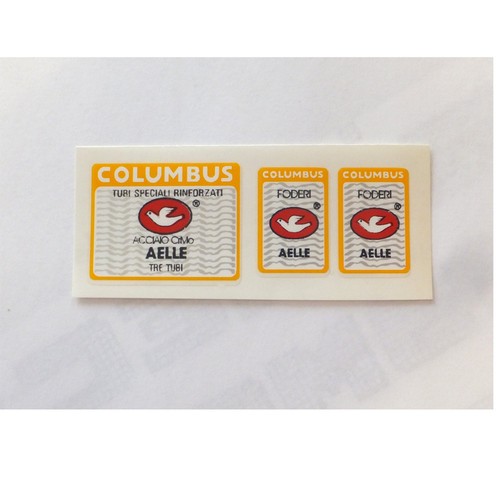 COLUMBUS
TUBI SPECIALI RINFORZATI
®
ACCIAIO CrMo
AELLE
TRE TUBI
COLUMBUS
FODERI
®
AELLE
COLUMBUS
FODERI
®
AELLE